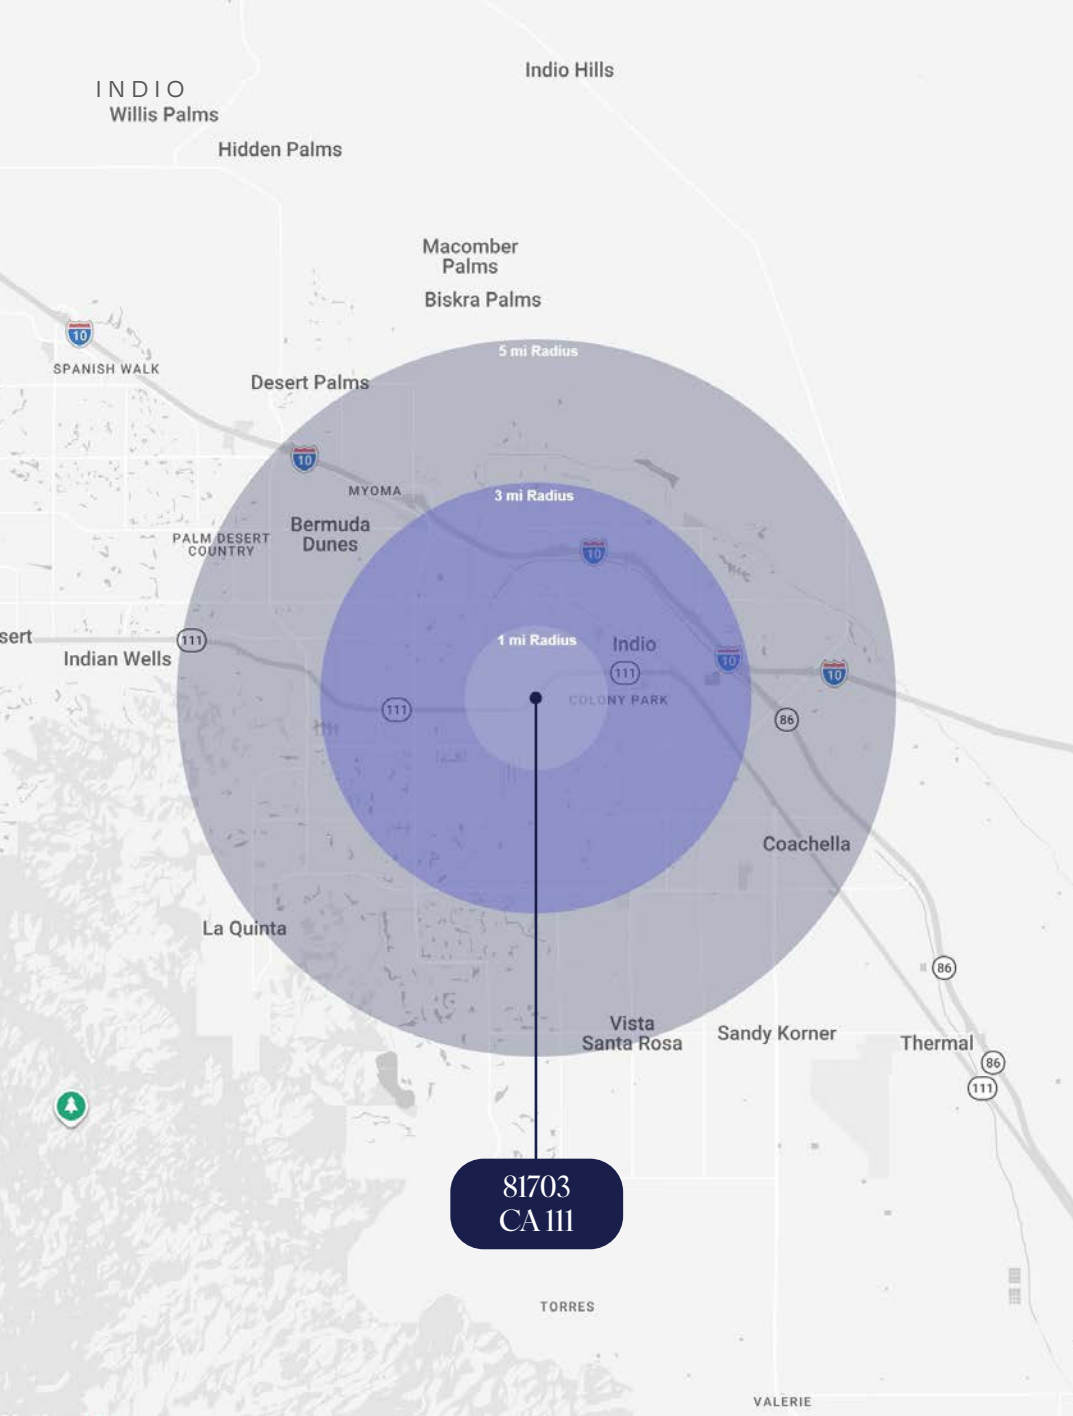 Indio Hills
INDIO
Willis Palms
Hidden Palms
Macomber
Palms
Biskra Palms
10
5 mi Radius
SPANISH WALK
Desert Palms
10
MYOMA
3 mi Radius
Bermuda
Dunes
PALM DESERT
COUNTRY
10
sert
111
1 mi Radius
Indio
Indian Wells
10
111
10
COLONY PARK
111
86
Coachella
La Quinta
86
Vista
Santa Rosa
Sandy Korner
Thermal
86
111
81703
CA 111
TORRES
VALERIE